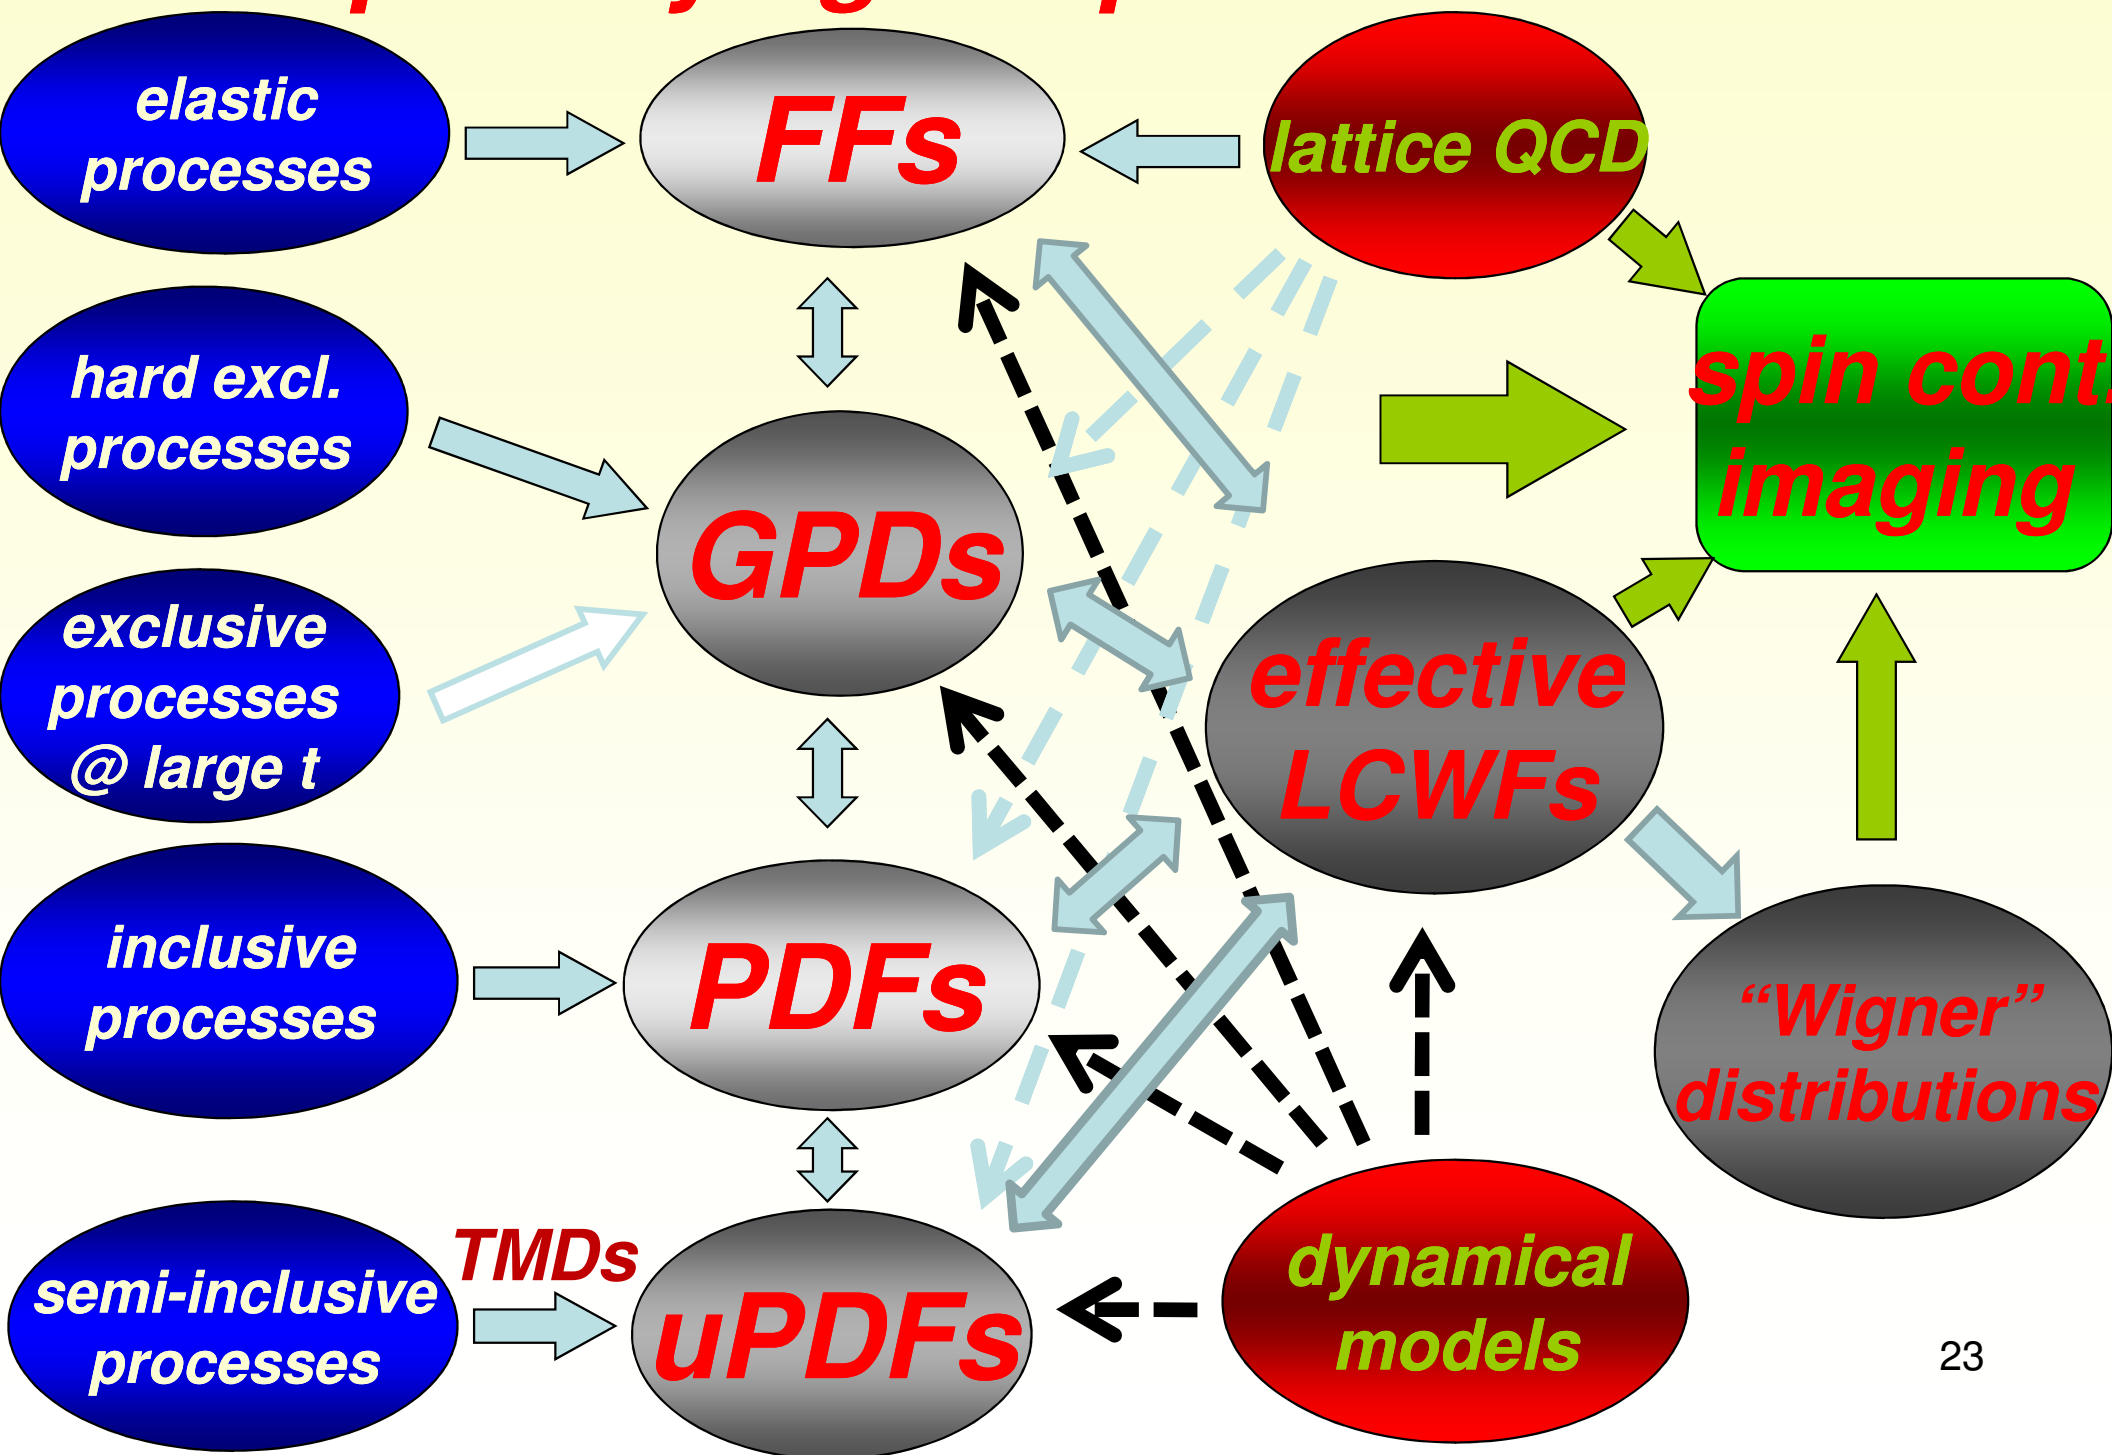 elastic
processes
FFs
lattice QCD
hard excl.
processes
spin cont.
imaging
GPDs
exclusive
processes
@ large t
effective
LCWFs
inclusive
processes
PDFs
“Wigner”
distributions
semi-inclusive
processes
TMDs
uPDFs
dynamical
models
23